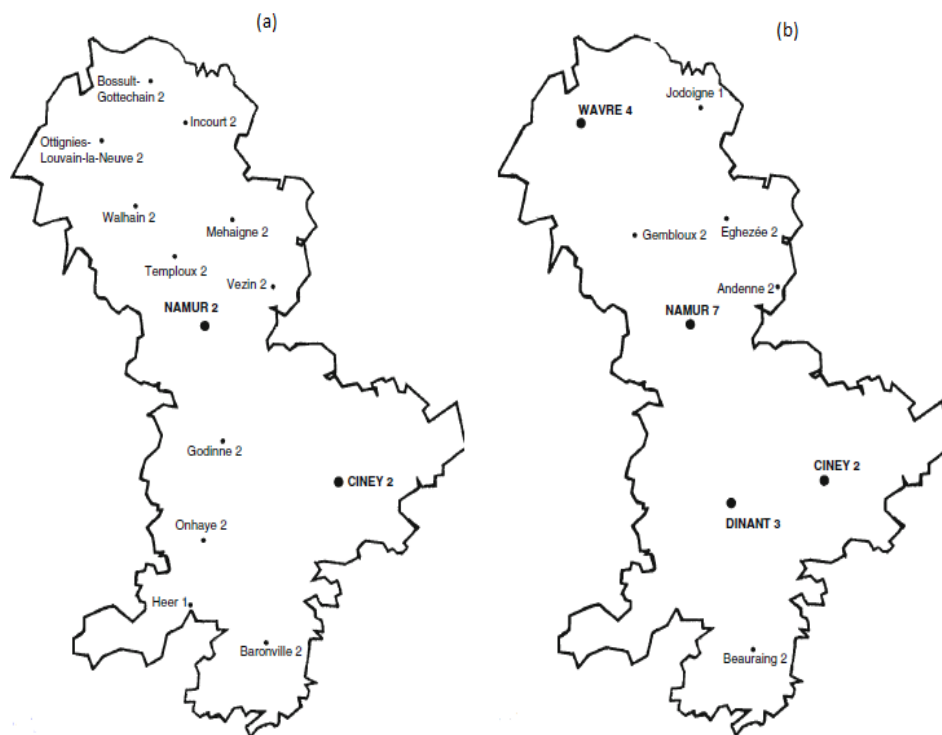 (a)
Bossult-
Gottechain 2
Incourt 2
Ottignies-
Louvain-la-Neuve 2
Walhain 2
Mehaigne 2
Temploux 2
Vezin 2
NAMUR 2
Godinne 2
CINEY 2
Onhaye 2
Heer 1
Baronville 2
(b)
Jodoigne 1
WAVRE 4
Gembloux 2
Eghezée 2
Andenne 2
NAMUR 7
CINEY 2
DINANT 3
Beauraing 2